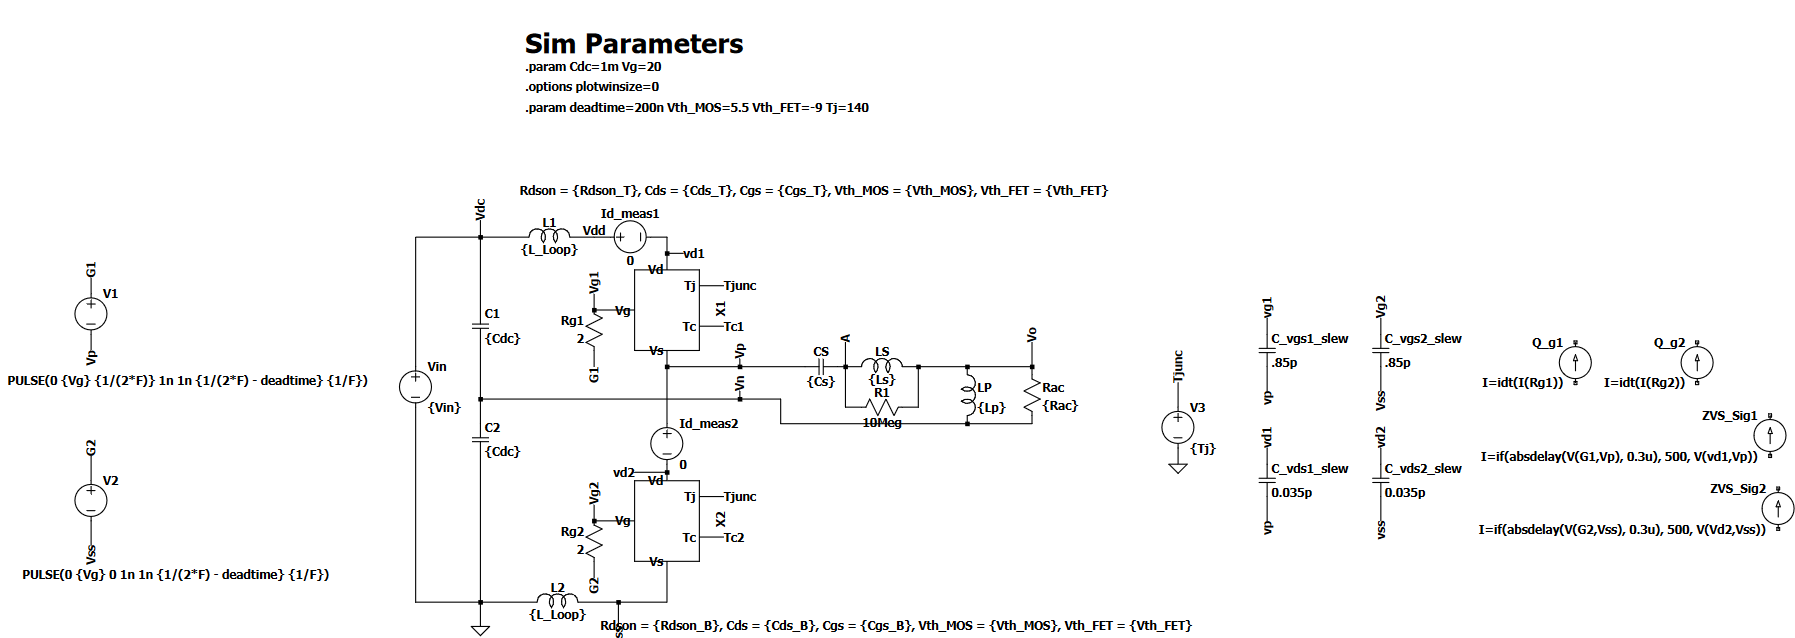 Sim Parameters
.param Cdc=1m Vg=20
.options plotwinsize=0
.param deadtime=200n Vth_MOS=5.5 Vth_FET=-9 Tj=140
Rdson = {Rdson_T}, Cds = {Cds_T}, Cgs = {Cgs_T}, Vth_MOS = {Vth_MOS}, Vth_FET = {Vth_FET}
G1
V1
Vp
PULSE(0 {Vg} {1/(2*F)} 1n 1n {1/(2*F) - deadtime} {1/F})
G2
V2
Vss
PULSE(0 {Vg} 0 1n 1n {1/(2*F) - deadtime} {1/F})
Vin
{Vin}
Vdc
L1
{L_Loop}
Vdd
Id_meas1
0
vd1
C1
{Cdc}
C2
{Cdc}
Vg1
Rg1
2
G1
Vd
Vg
Vs
Tj
Tc
X1
Tjunc
Tc1
Vp
Vn
CS
{Cs}
A
LS
{Ls}
R1
10Meg
LP
{Lp}
Vo
Rac
{Rac}
Id_meas2
0
vd2
Vg2
Rg2
2
G2
Vd
Vg
Vs
Tj
Tc
X2
Tjunc
Tc2
L2
{L_Loop}
Rdson = {Rdson_B}, Cds = {Cds_B}, Cgs = {Cgs_B}, Vth_MOS = {Vth_MOS}, Vth_FET = {Vth_FET}
Tjunc
V3
{Tj}
vg1
C_vgs1_slew
.85p
vp
Vg2
C_vgs2_slew
.85p
Vss
vd1
C_vds1_slew
0.035p
vp
vd2
C_vds2_slew
0.035p
vss
Q_g1
I=idt(I(Rg1))
Q_g2
I=idt(I(Rg2))
ZVS_Sig1
I=if(absdelay(V(G1,Vp), 0.3u), 500, V(vd1,Vp))
ZVS_Sig2
I=if(absdelay(V(G2,Vss), 0.3u), 500, V(Vd2,Vss))